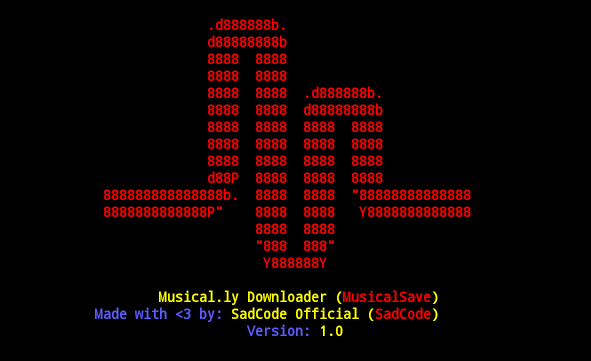 .d888888b.
d88888888b
8888  8888
8888  8888
8888  8888  .d888888b.
8888  8888  d88888888b
8888  8888  8888  8888
8888  8888  8888  8888
8888  8888  8888  8888
d88P  8888  8888  8888
888888888888888b.  8888  8888  "88888888888888
8888888888888P"    8888  8888   Y8888888888888
8888  8888
"888  888"
Y888888Y
Musical.ly Downloader (MusicalSave)
Made with <3 by: SadCode Official (SadCode)
Version: 1.0